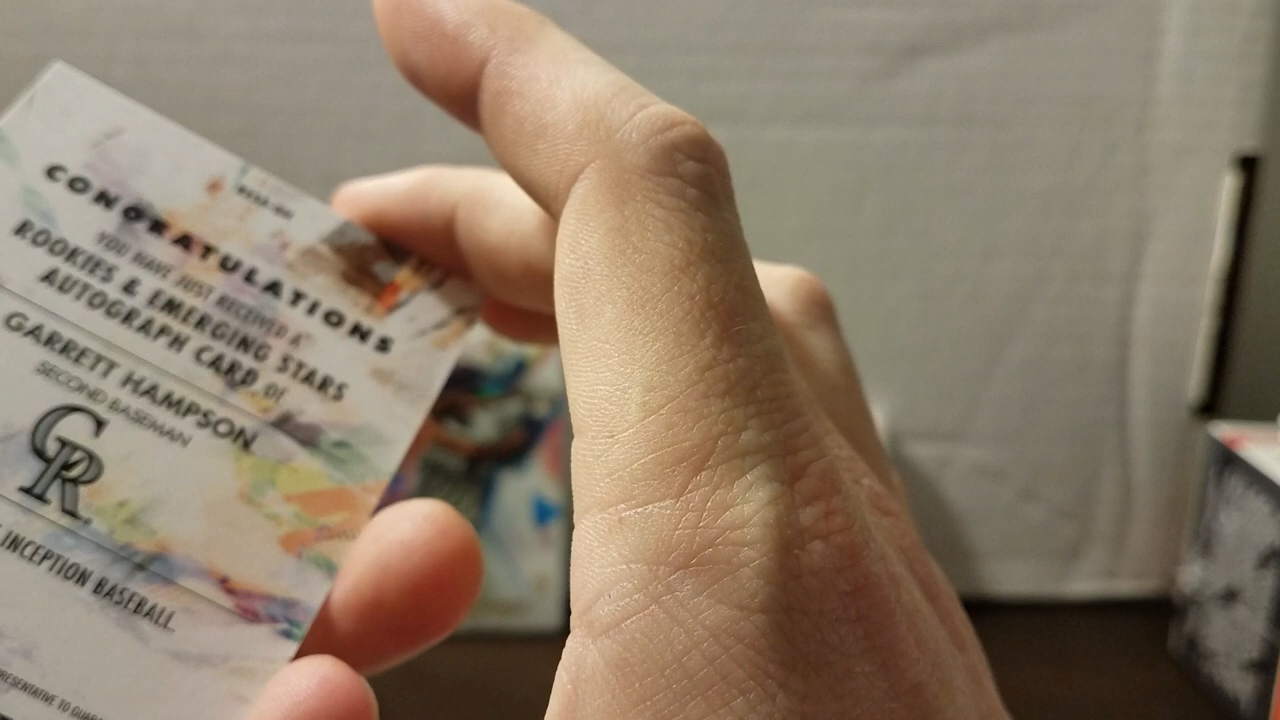 CONGRATULATIONS
YOU HAVE JUST RECEIVED A
ROOKIES & EMERGING STARS
AUTOGRAPH CARD OF
GARRETT HAMPSON
SECOND BASEMAN
CR
INCEPTION BASEBALL